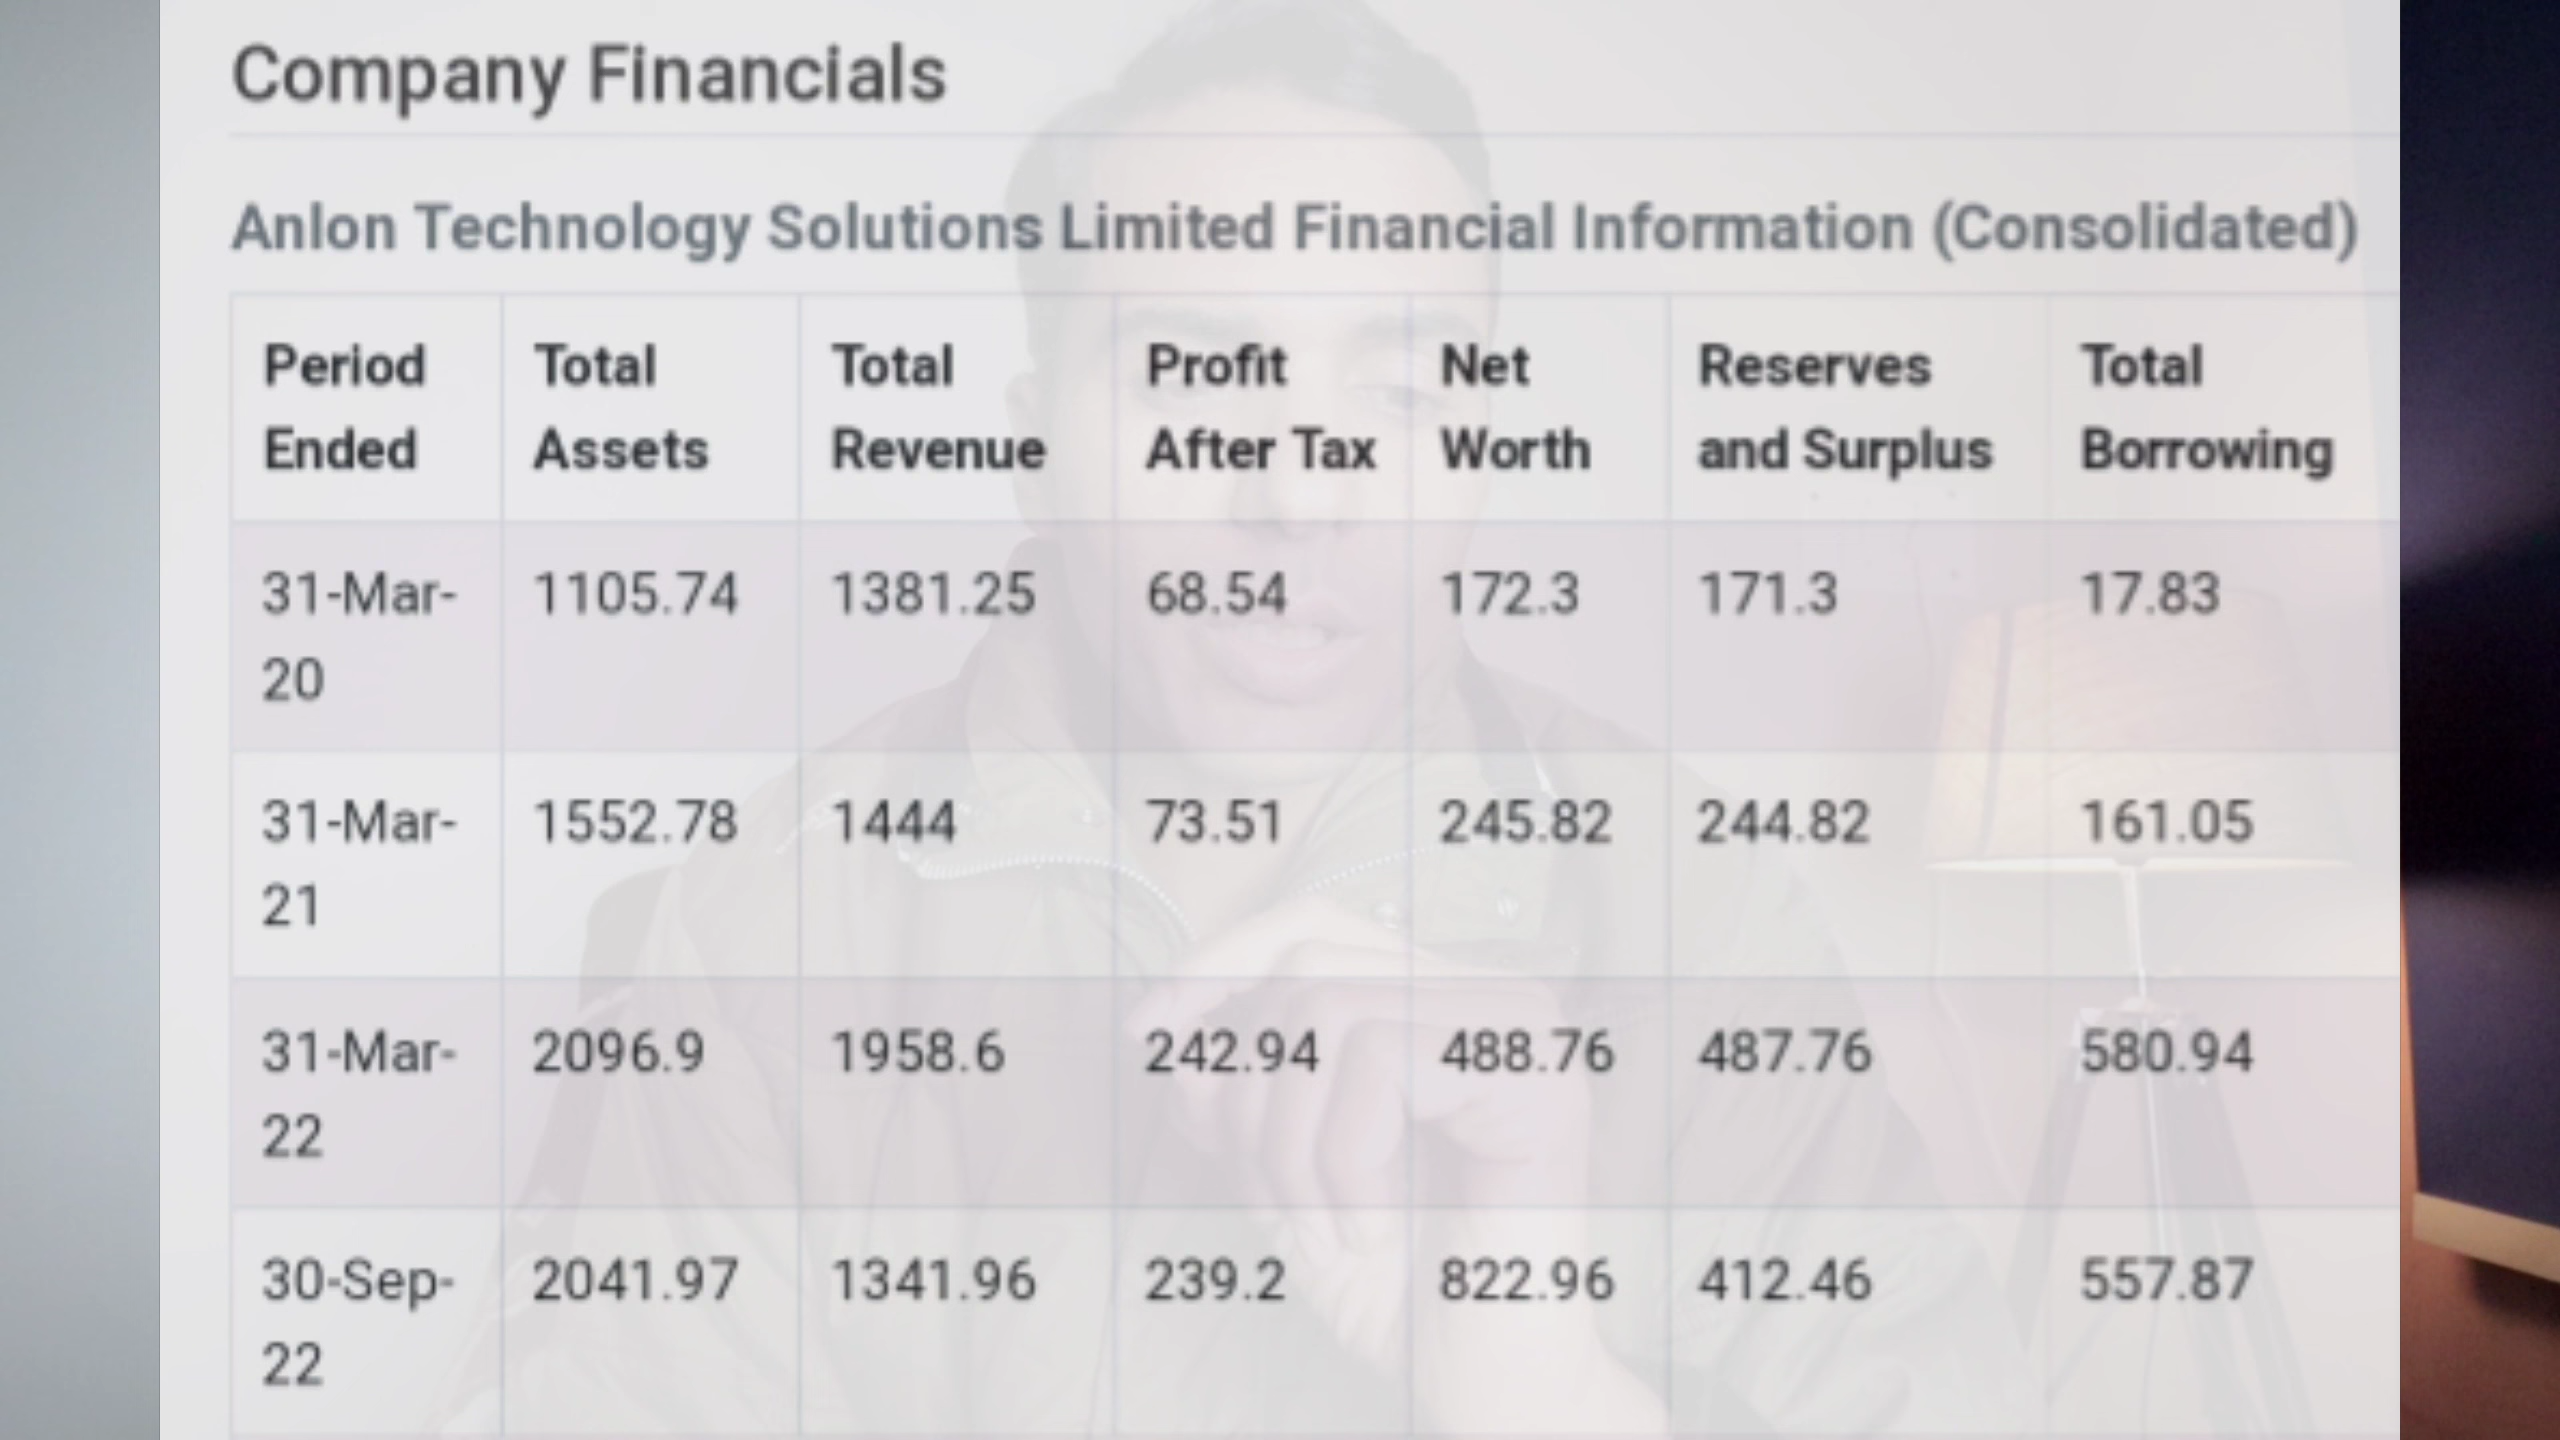 Company Financials
Anlon Technology Solutions Limited Financial Information (Consolidated)
Period Ended Total Assets Total Revenue Profit After Tax Net Worth Reserves and Surplus Total Borrowing
31-Mar-20 1105.74 1381.25 68.54 172.3 171.3 17.83
31-Mar-21 1552.78 1444 73.51 245.82 244.82 161.05
31-Mar-22 2096.9 1958.6 242.94 488.76 487.76 580.94
30-Sep-22 2041.97 1341.96 239.2 822.96 412.46 557.87